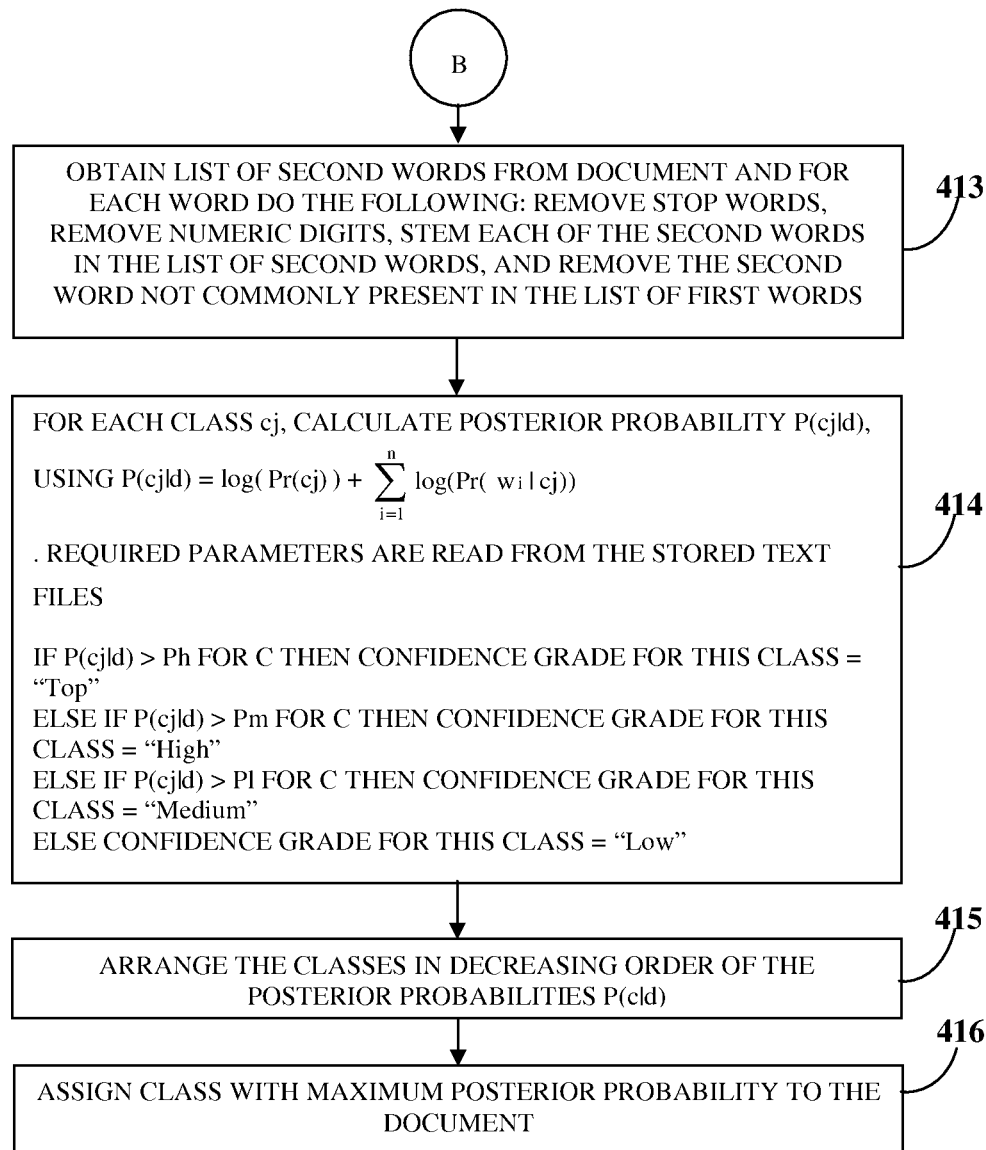 B
OBTAIN LIST OF SECOND WORDS FROM DOCUMENT AND FOR
EACH WORD DO THE FOLLOWING: REMOVE STOP WORDS,
REMOVE NUMERIC DIGITS, STEM EACH OF THE SECOND WORDS
IN THE LIST OF SECOND WORDS, AND REMOVE THE SECOND
WORD NOT COMMONLY PRESENT IN THE LIST OF FIRST WORDS
413
FOR EACH CLASS cj, CALCULATE POSTERIOR PROBABILITY P(cj|d),
USING P(cj|d) = log( Pr(cj) ) + \sum_{i=1}^{n} log(Pr( wi | cj))
. REQUIRED PARAMETERS ARE READ FROM THE STORED TEXT
FILES
414
IF P(cj|d) > Ph FOR C THEN CONFIDENCE GRADE FOR THIS CLASS =
“Top”
ELSE IF P(cj|d) > Pm FOR C THEN CONFIDENCE GRADE FOR THIS
CLASS = “High”
ELSE IF P(cj|d) > Pl FOR C THEN CONFIDENCE GRADE FOR THIS
CLASS = “Medium”
ELSE CONFIDENCE GRADE FOR THIS CLASS = “Low”
415
ARRANGE THE CLASSES IN DECREASING ORDER OF THE
POSTERIOR PROBABILITIES P(c|d)
416
ASSIGN CLASS WITH MAXIMUM POSTERIOR PROBABILITY TO THE
DOCUMENT